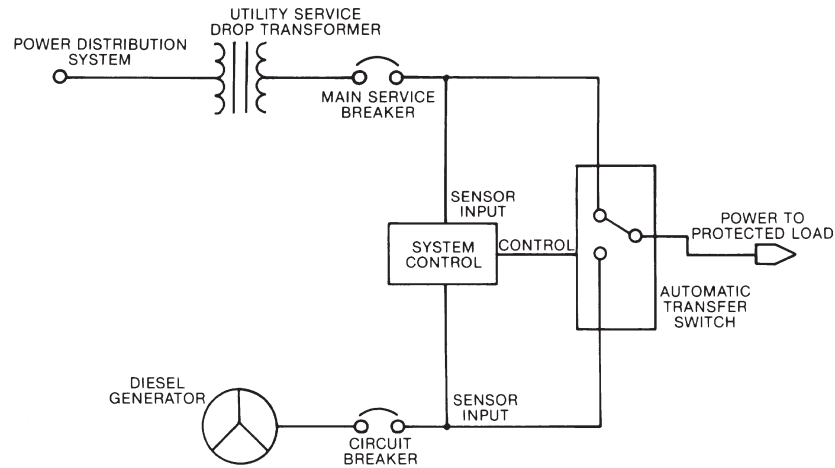 UTILITY SERVICE
DROP TRANSFORMER
POWER DISTRIBUTION
SYSTEM
MAIN SERVICE
BREAKER
SENSOR
INPUT
SYSTEM
CONTROL
CONTROL
POWER TO
PROTECTED LOAD
AUTOMATIC
TRANSFER
SWITCH
DIESEL
GENERATOR
SENSOR
INPUT
CIRCUIT
BREAKER